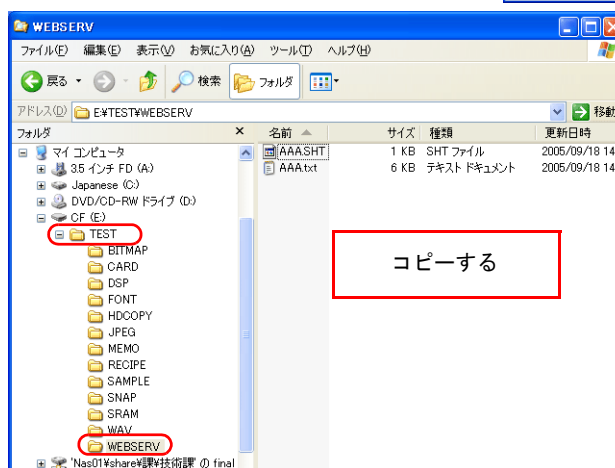 WEBSERV
ファイル(F) 編集(E) 表示(V) お気に入り(A) ツール(T) ヘルプ(H)
戻る 検索 フォルダ
アドレス(D) E:¥TEST¥WEBSERV 移動
フォルダ × 名前 サイズ 種類 更新日時
マイ コンピュータ AAA.SHT 1 KB SHT ファイル 2005/09/18 14
3.5 インチ FD (A:) AAA.txt 6 KB テキスト ドキュメント 2005/09/18 14
Japanese (C:)
DVD/CD-RW ドライブ (D:)
CF (E:)
TEST
BITMAP
CARD
DSP
FONT
HDCOPY
JPEG
MEMO
RECIPE
SAMPLE
SNAP
SRAM
WAV
WEBSERV
'Nas01¥share¥課¥技術課' の final
コピーする